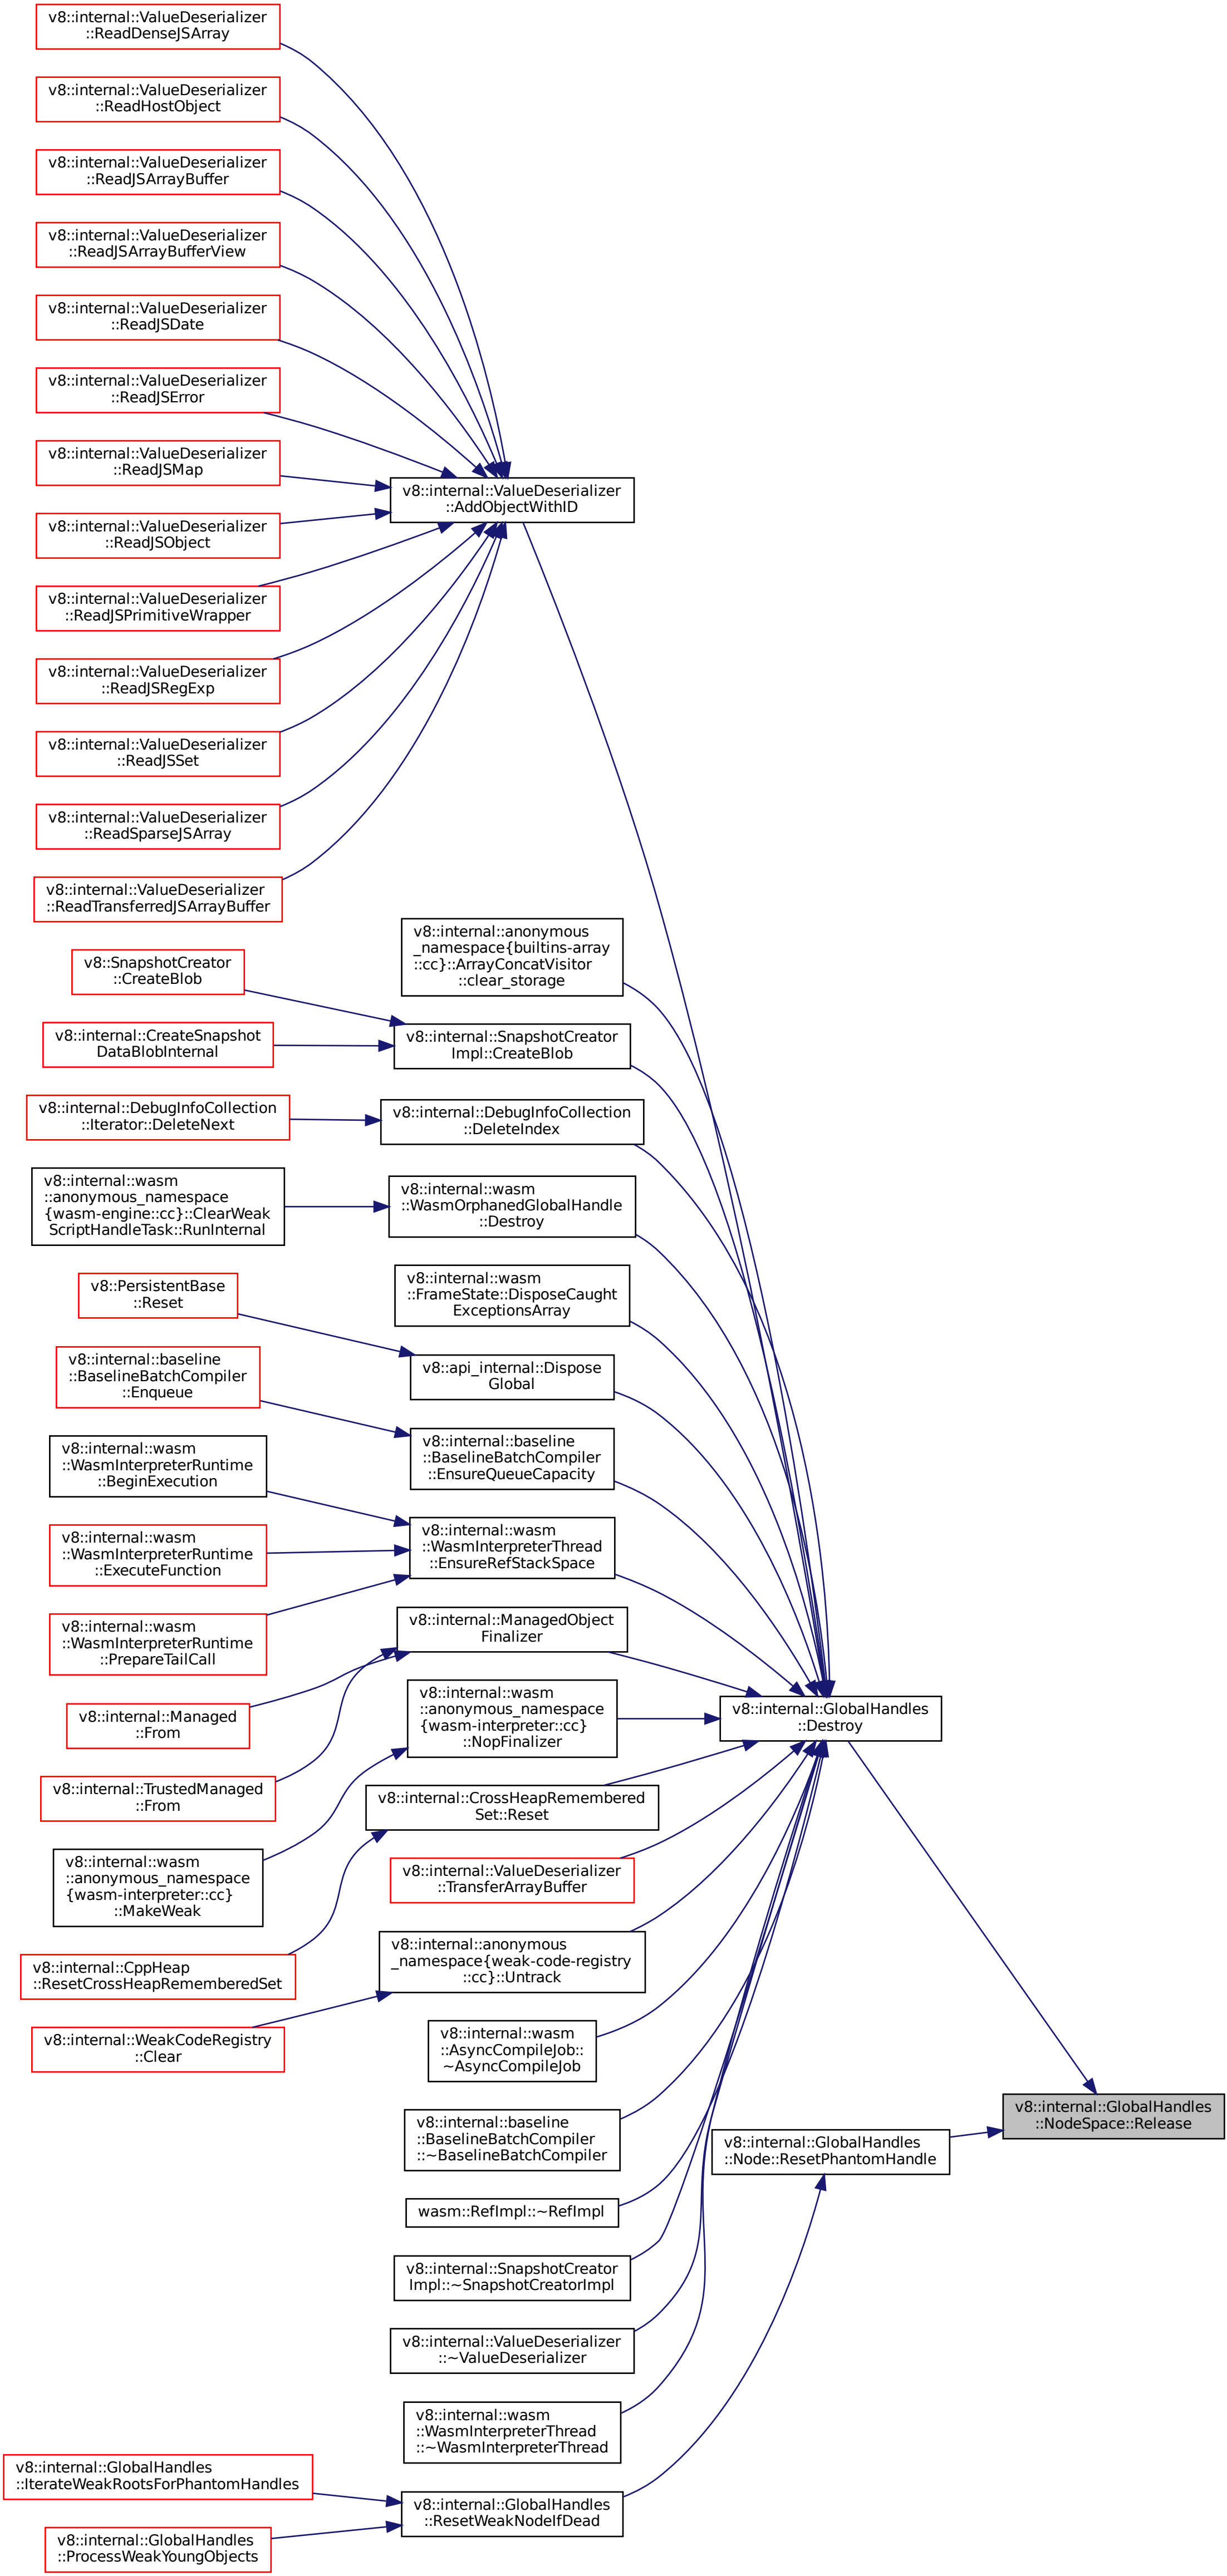 v8::internal::ValueDeserializer
::ReadDenseJSArray
v8::internal::ValueDeserializer
::ReadHostObject
v8::internal::ValueDeserializer
::ReadJSArrayBuffer
v8::internal::ValueDeserializer
::ReadJSArrayBufferView
v8::internal::ValueDeserializer
::ReadJSDate
v8::internal::ValueDeserializer
::ReadJSError
v8::internal::ValueDeserializer
::ReadJSMap
v8::internal::ValueDeserializer
::ReadJSObject
v8::internal::ValueDeserializer
::ReadJSPrimitiveWrapper
v8::internal::ValueDeserializer
::ReadJSRegExp
v8::internal::ValueDeserializer
::ReadJSSet
v8::internal::ValueDeserializer
::ReadSparseJSArray
v8::internal::ValueDeserializer
::ReadTransferredJSArrayBuffer
v8::SnapshotCreator
::CreateBlob
v8::internal::CreateSnapshot
DataBlobInternal
v8::internal::DebugInfoCollection
::Iterator::DeleteNext
v8::internal::wasm
::anonymous_namespace
{wasm-engine::cc}::ClearWeak
ScriptHandleTask::RunInternal
v8::PersistentBase
::Reset
v8::internal::baseline
::BaselineBatchCompiler
::Enqueue
v8::internal::wasm
::WasmInterpreterRuntime
::BeginExecution
v8::internal::wasm
::WasmInterpreterRuntime
::ExecuteFunction
v8::internal::wasm
::WasmInterpreterRuntime
::PrepareTailCall
v8::internal::Managed
::From
v8::internal::TrustedManaged
::From
v8::internal::wasm
::anonymous_namespace
{wasm-interpreter::cc}
::MakeWeak
v8::internal::CppHeap
::ResetCrossHeapRememberedSet
v8::internal::WeakCodeRegistry
::Clear
v8::internal::GlobalHandles
::IterateWeakRootsForPhantomHandles
v8::internal::GlobalHandles
::ProcessWeakYoungObjects
v8::internal::ValueDeserializer
::AddObjectWithID
v8::internal::anonymous
_namespace{builtins-array
::cc}::ArrayConcatVisitor
::clear_storage
v8::internal::SnapshotCreator
Impl::CreateBlob
v8::internal::DebugInfoCollection
::DeleteIndex
v8::internal::wasm
::WasmOrphanedGlobalHandle
::Destroy
v8::internal::wasm
::FrameState::DisposeCaught
ExceptionsArray
v8::api_internal::Dispose
Global
v8::internal::baseline
::BaselineBatchCompiler
::EnsureQueueCapacity
v8::internal::wasm
::WasmInterpreterThread
::EnsureRefStackSpace
v8::internal::ManagedObject
Finalizer
v8::internal::wasm
::anonymous_namespace
{wasm-interpreter::cc}
::NopFinalizer
v8::internal::CrossHeapRemembered
Set::Reset
v8::internal::ValueDeserializer
::TransferArrayBuffer
v8::internal::anonymous
_namespace{weak-code-registry
::cc}::Untrack
v8::internal::wasm
::AsyncCompileJob::
~AsyncCompileJob
v8::internal::baseline
::BaselineBatchCompiler
::~BaselineBatchCompiler
wasm::RefImpl::~RefImpl
v8::internal::SnapshotCreator
Impl::~SnapshotCreatorImpl
v8::internal::ValueDeserializer
::~ValueDeserializer
v8::internal::wasm
::WasmInterpreterThread
::~WasmInterpreterThread
v8::internal::GlobalHandles
::ResetWeakNodeIfDead
v8::internal::GlobalHandles
::Destroy
v8::internal::GlobalHandles
::Node::ResetPhantomHandle
v8::internal::GlobalHandles
::NodeSpace::Release